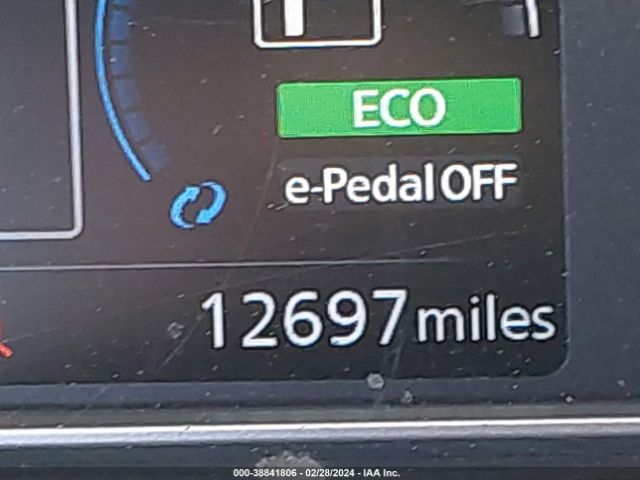 ECO
e-Pedal OFF
12697 miles
000-38841806 - 02/28/2024 - IAA Inc.